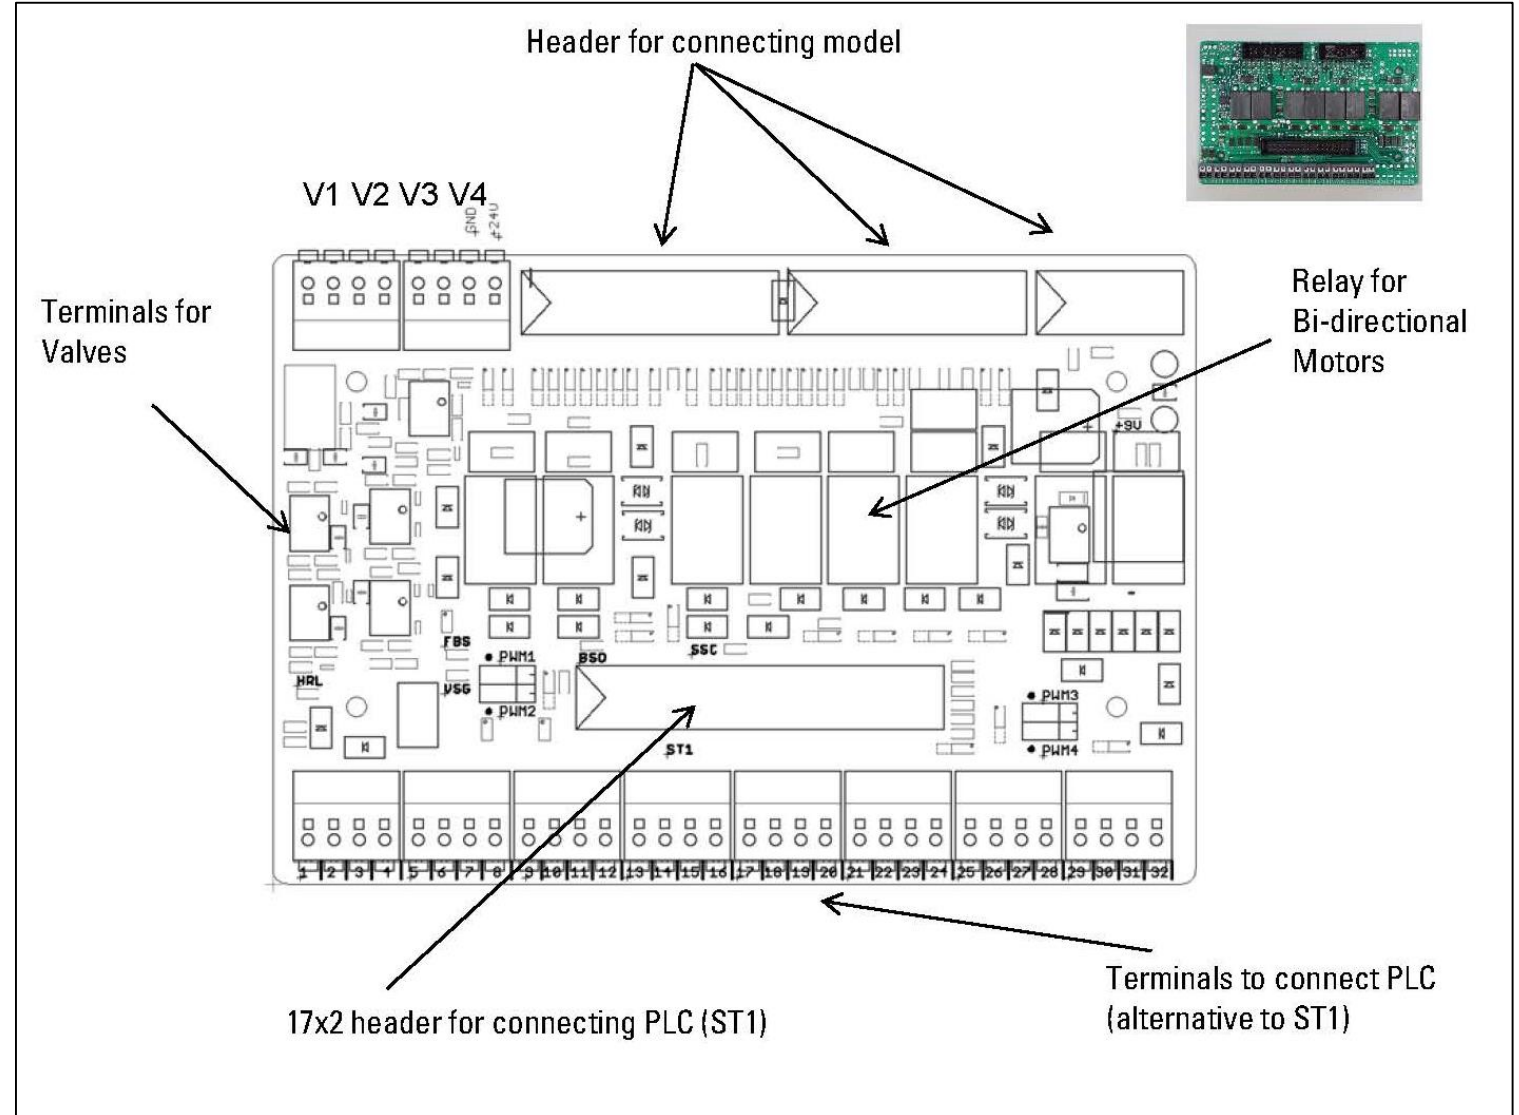 Header for connecting model
V1 V2 V3 V4
GND
+24V
Terminals for
Valves
Relay for
Bi-directional
Motors
+9V
FBS
PWM1
BSO
SSC
HRL
VSG
PWM2
PWM3
ST1
PWM4
1 2 3 4 5 6 7 8 9 10 11 12 13 14 15 16 17 18 19 20 21 22 23 24 25 26 27 28 29 30 31 32
Terminals to connect PLC
(alternative to ST1)
17x2 header for connecting PLC (ST1)